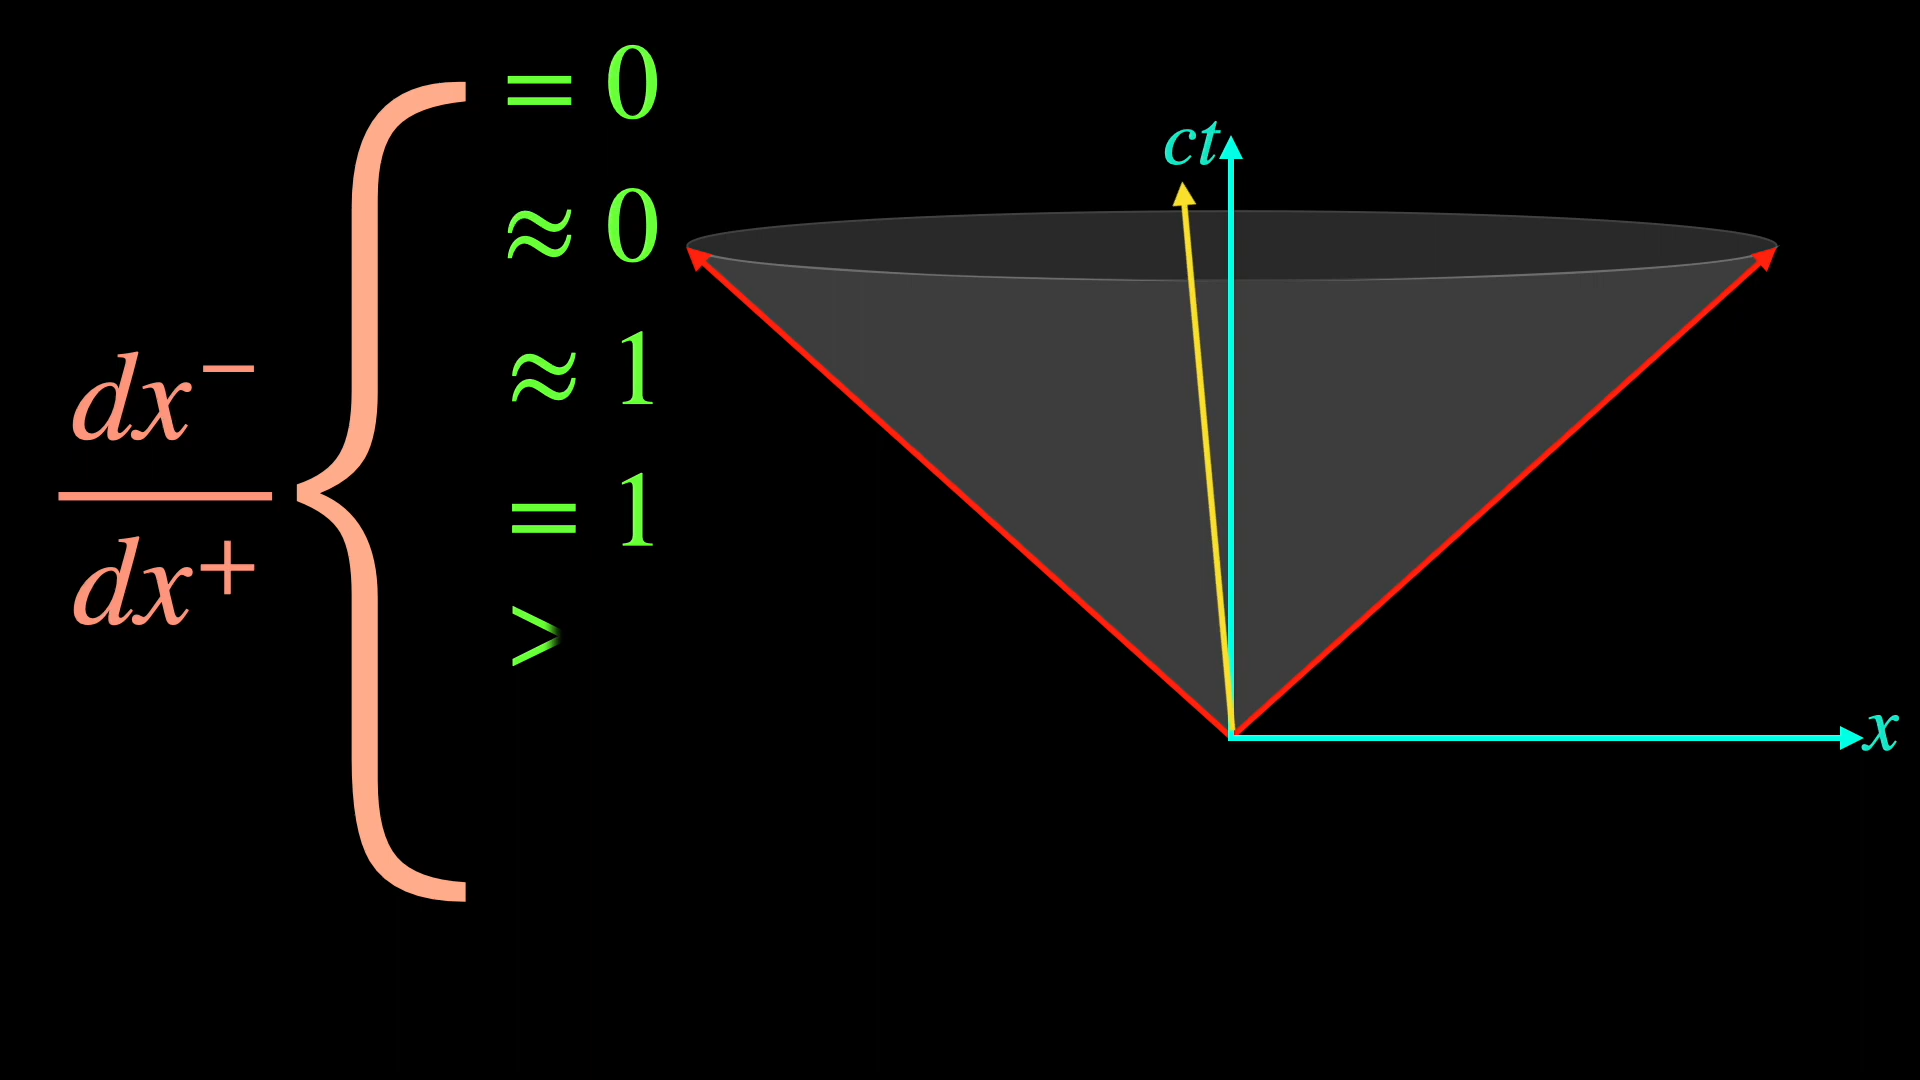 = 0
≈ 0
≈ 1
= 1
>
dx⁻
dx⁺
ct
x